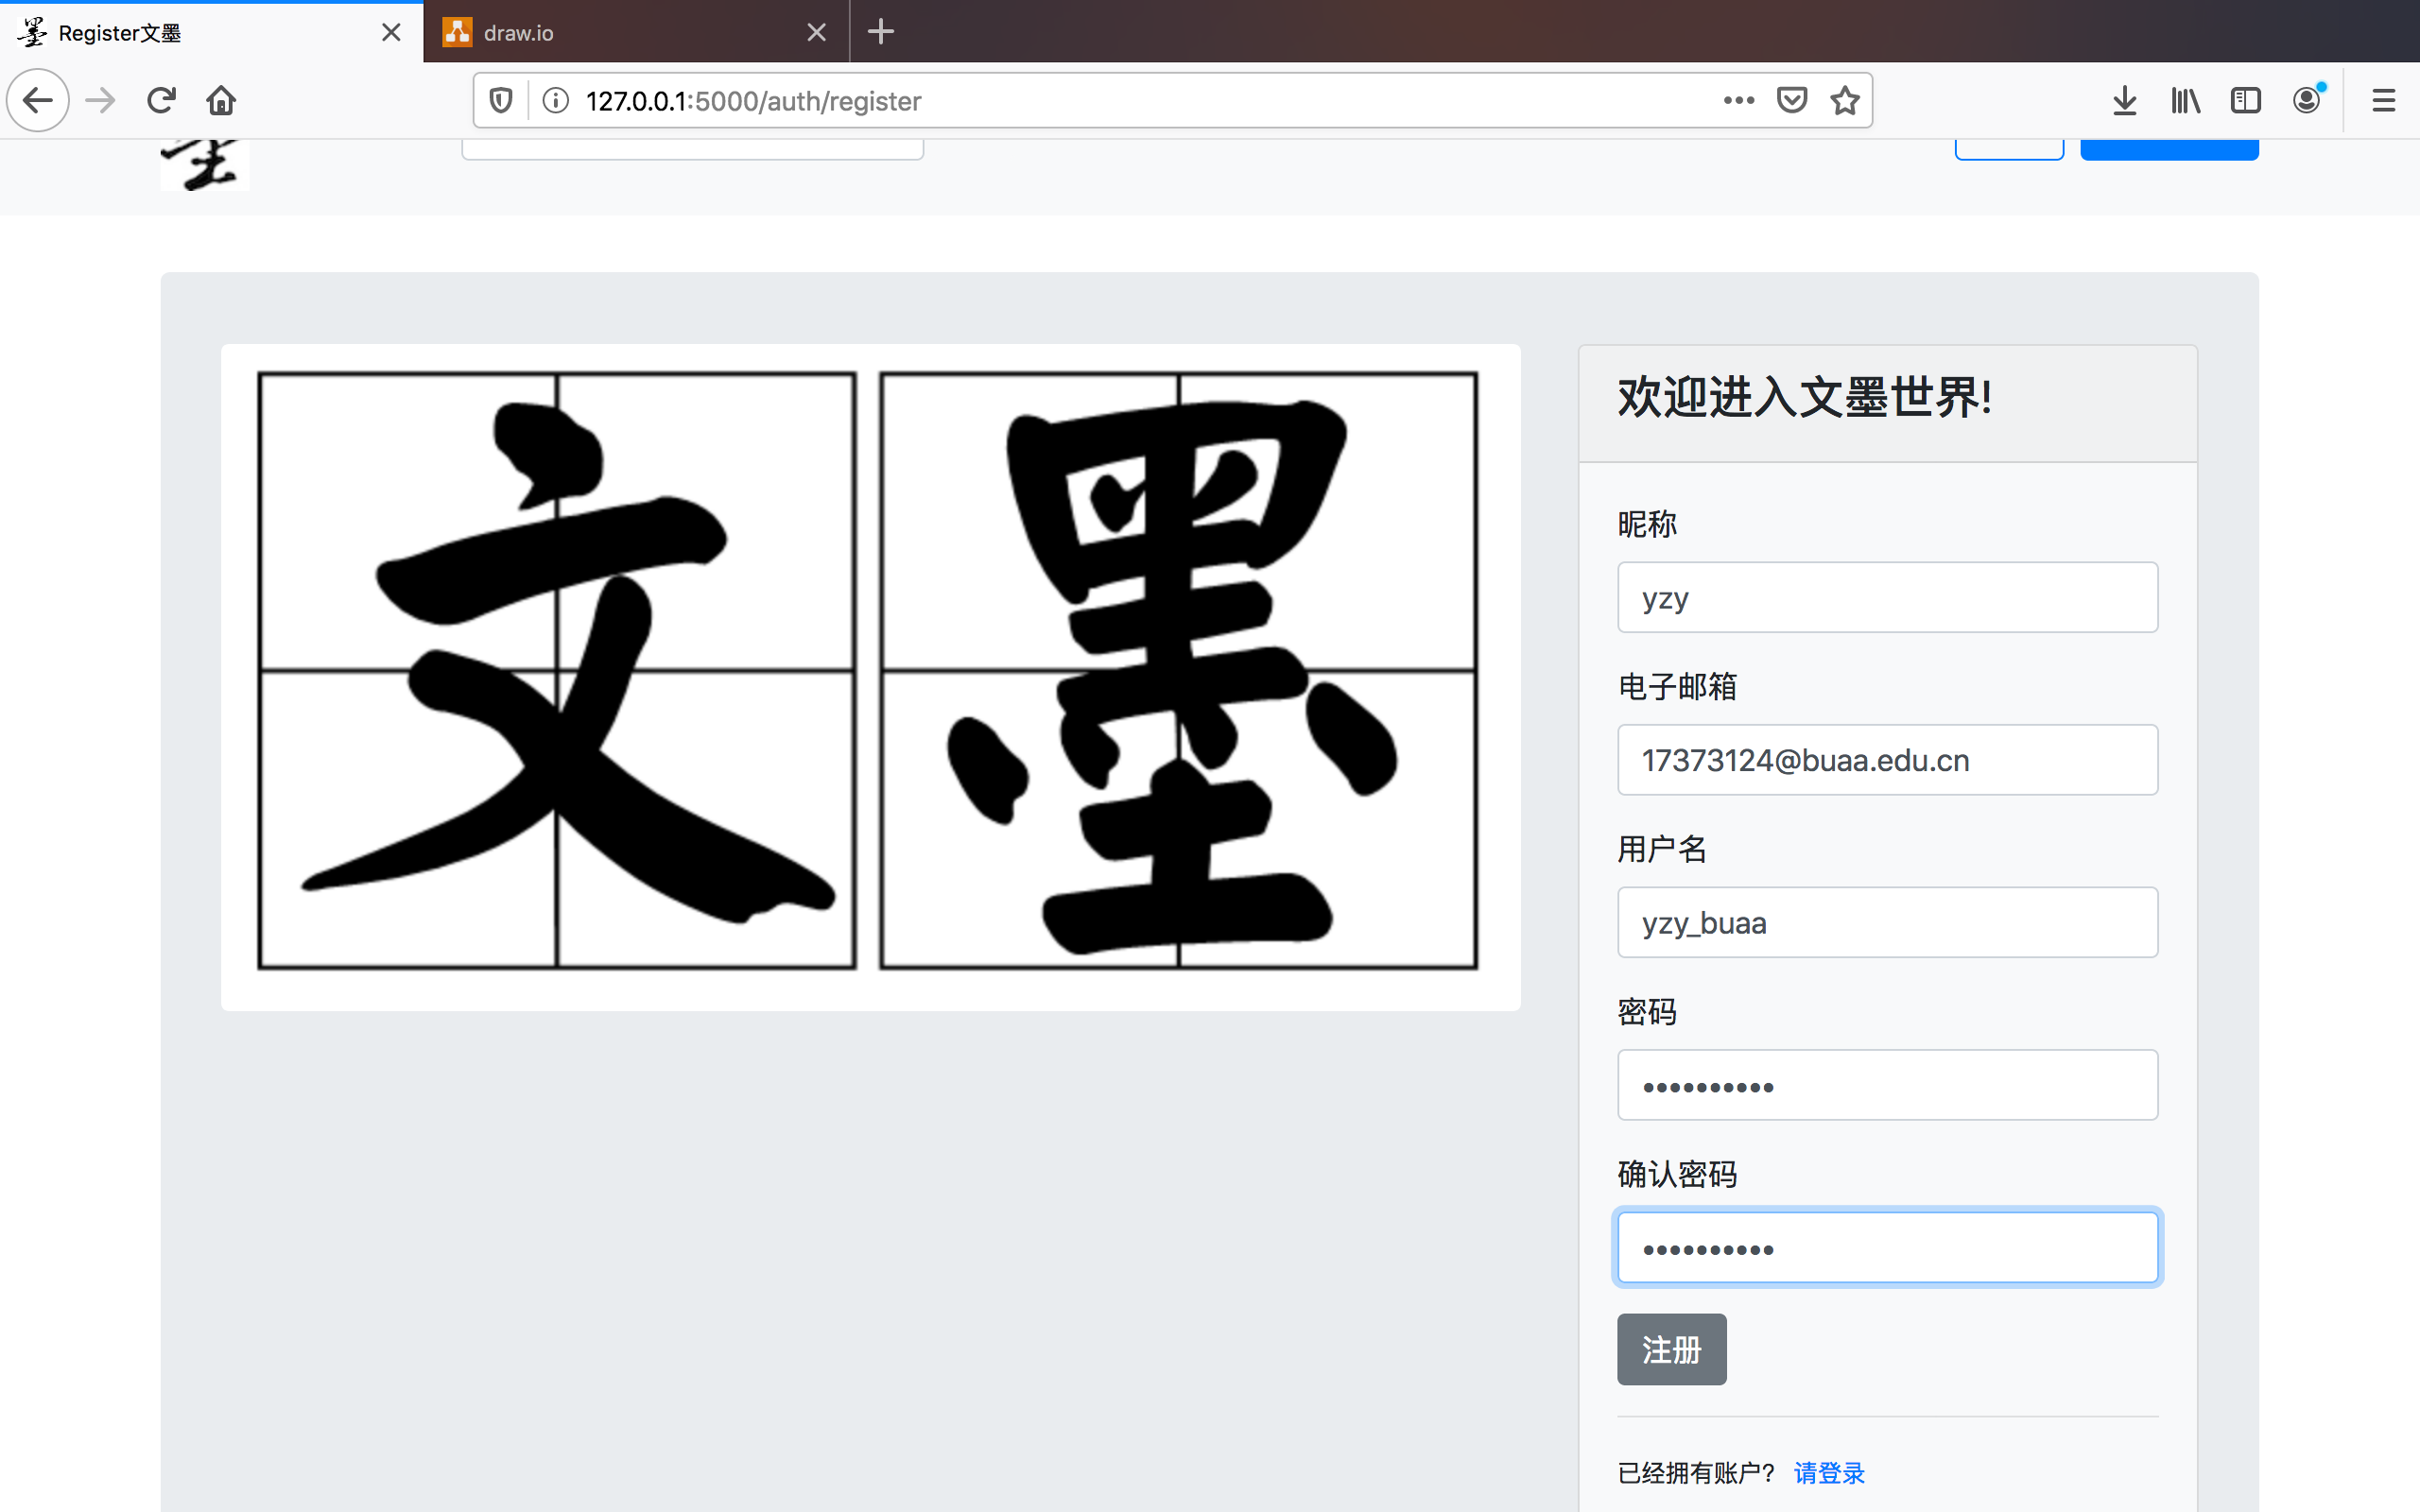 Register文墨
draw.io
127.0.0.1:5000/auth/register
文墨
欢迎进入文墨世界!
昵称
yzy
电子邮箱
17373124@buaa.edu.cn
用户名
yzy_buaa
密码
••••••••••
确认密码
••••••••••
注册
已经拥有账户? 请登录